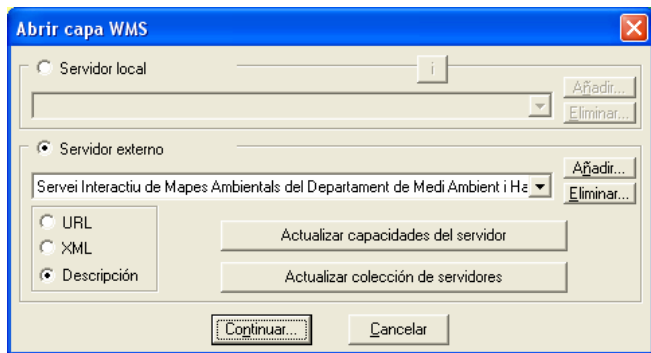 Abrir capa WMS
Servidor local
i
Añadir...
Eliminar...
Servidor externo
Servei Interactiu de Mapes Ambientals del Departament de Medi Ambient i Ha
Añadir...
Eliminar...
URL
XML
Descripción
Actualizar capacidades del servidor
Actualizar colección de servidores
Continuar...
Cancelar